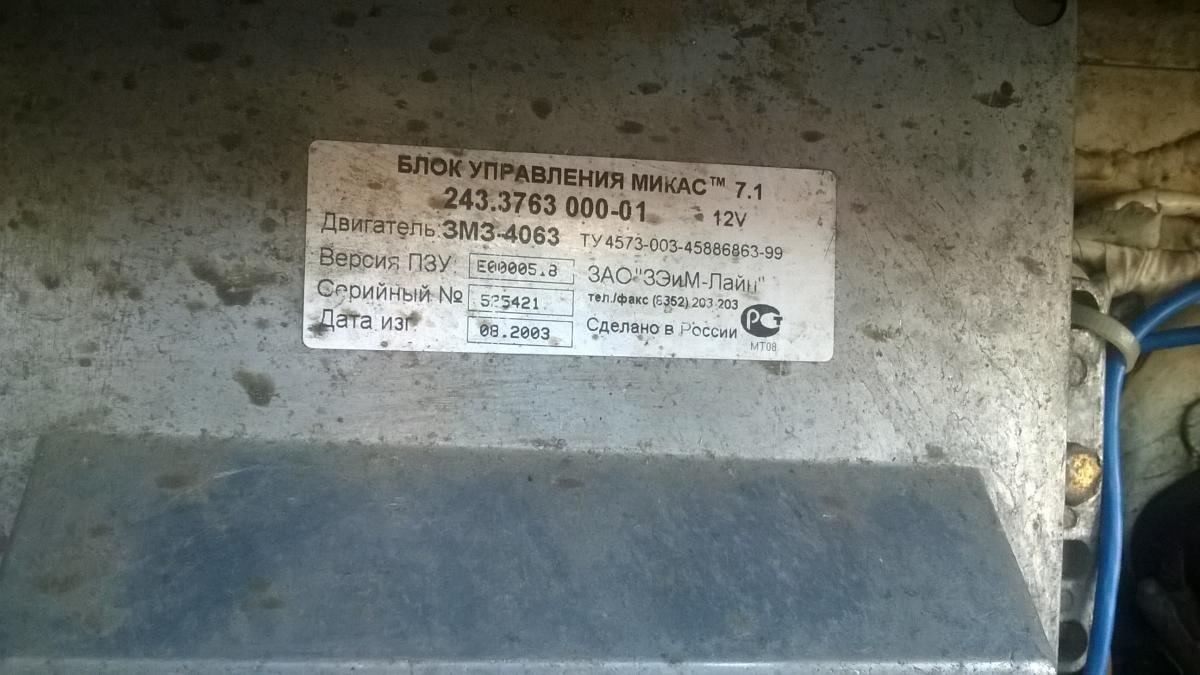 БЛОК УПРАВЛЕНИЯ МИКАС™ 7.1
243.3763 000-01 12V
Двигатель: ЗМЗ-4063 ТУ 4573-003-45886863-99
Версия ПЗУ E00005.8 ЗАО "ЗЭиМ-Лайн"
Серийный № 525421 тел./факс (8352) 203 203
Дата изг. 08.2003 Сделано в России РСТ
МТ08